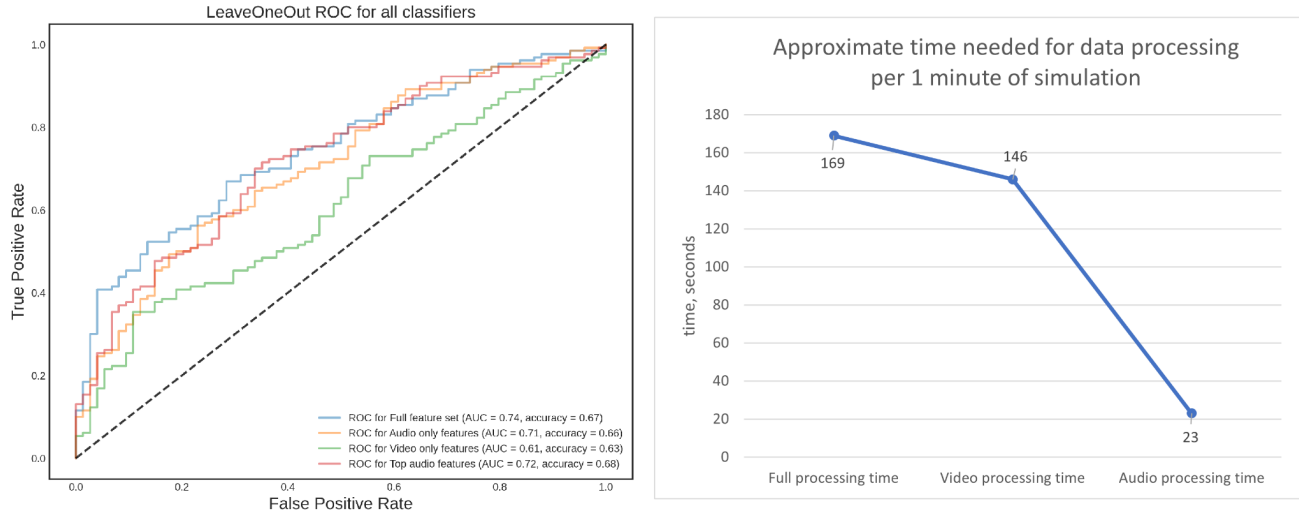 LeaveOneOut ROC for all classifiers
1.0
0.8
0.6
0.4
0.2
0.0
True Positive Rate
ROC for Full feature set (AUC = 0.74, accuracy = 0.67)
ROC for Audio only features (AUC = 0.71, accuracy = 0.66)
ROC for Video only features (AUC = 0.61, accuracy = 0.63)
ROC for Top audio features (AUC = 0.72, accuracy = 0.68)
0.0 0.2 0.4 0.6 0.8 1.0
False Positive Rate
Approximate time needed for data processing
per 1 minute of simulation
180
160
140
120
100
80
60
40
20
0
time, seconds
169
146
23
Full processing time Video processing time Audio processing time